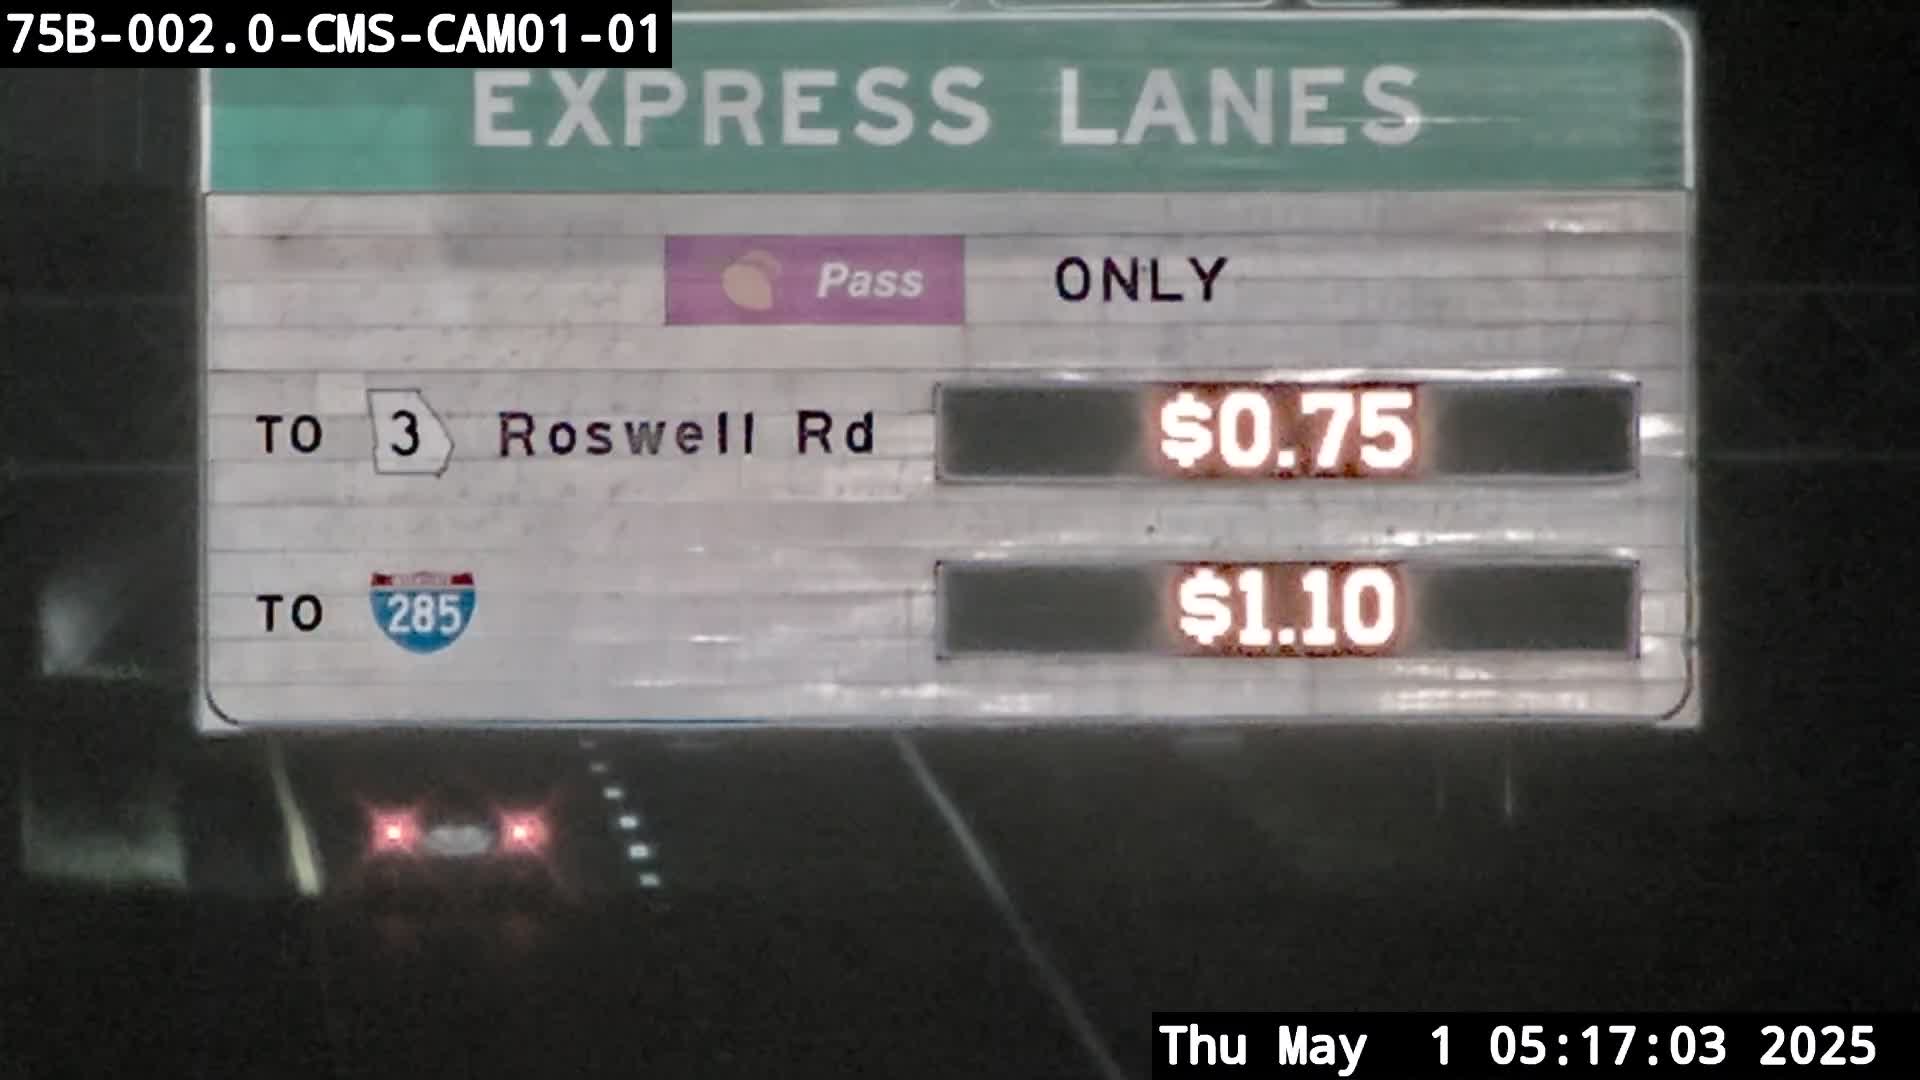 75B-002.0-CMS-CAM01-01
EXPRESS LANES
Pass ONLY
TO 3 Roswell Rd $0.75
TO 285 $1.10
Thu May 1 05:17:03 2025